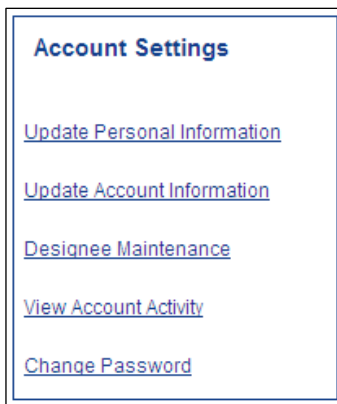 Account Settings
Update Personal Information
Update Account Information
Designee Maintenance
View Account Activity
Change Password